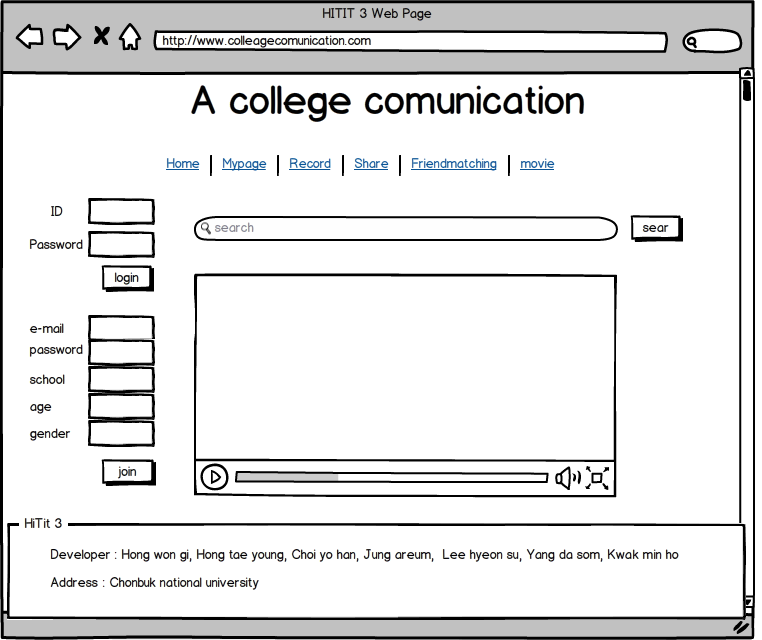 HITIT 3 Web Page
http://www.colleagecomunication.com
A college comunication
Home Mypage Record Share Friendmatching movie
ID
search
sear
Password
login
e-mail
password
school
age
gender
join
HiTit 3
Developer : Hong won gi, Hong tae young, Choi yo han, Jung areum, Lee hyeon su, Yang da som, Kwak min ho
Address : Chonbuk national university